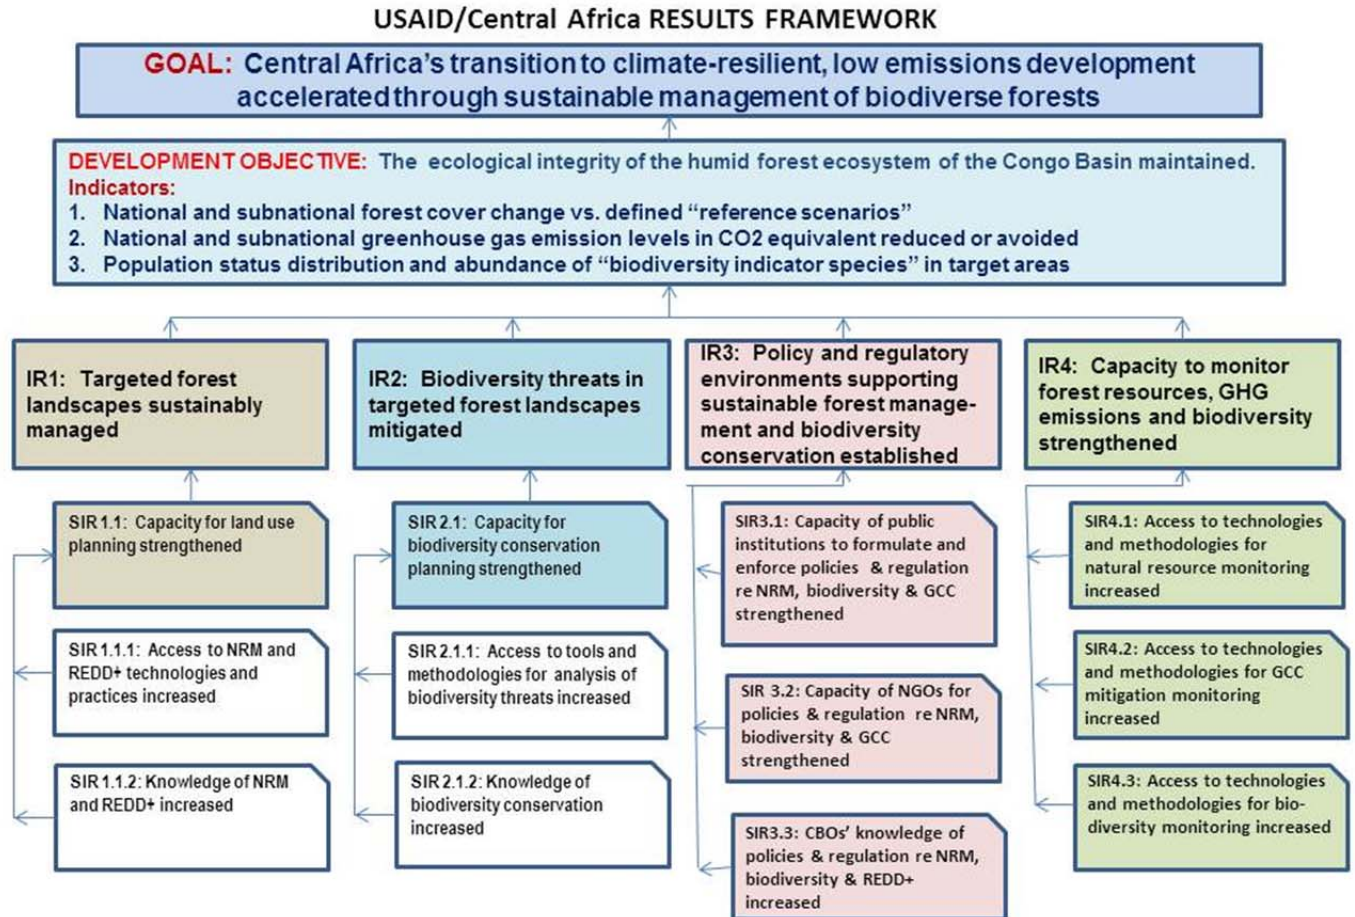 USAID/Central Africa RESULTS FRAMEWORK
GOAL: Central Africa's transition to climate-resilient, low emissions development
accelerated through sustainable management of biodiverse forests
DEVELOPMENT OBJECTIVE: The ecological integrity of the humid forest ecosystem of the Congo Basin maintained.
Indicators:
1. National and subnational forest cover change vs. defined “reference scenarios”
2. National and subnational greenhouse gas emission levels in CO2 equivalent reduced or avoided
3. Population status distribution and abundance of “biodiversity indicator species” in target areas
IR1: Targeted forest
landscapes sustainably
managed
SIR 1.1: Capacity for land use
planning strengthened
SIR 1.1.1: Access to NRM and
REDD+ technologies and
practices increased
SIR 1.1.2: Knowledge of NRM
and REDD+ increased
IR2: Biodiversity threats in
targeted forest landscapes
mitigated
SIR 2.1: Capacity for
biodiversity conservation
planning strengthened
SIR 2.1.1: Access to tools and
methodologies for analysis of
biodiversity threats increased
SIR 2.1.2: Knowledge of
biodiversity conservation
increased
IR3: Policy and regulatory
environments supporting
sustainable forest manage-
ment and biodiversity
conservation established
SIR3.1: Capacity of public
institutions to formulate and
enforce policies & regulation
re NRM, biodiversity & GCC
strengthened
SIR 3.2: Capacity of NGOs for
policies & regulation re NRM,
biodiversity & GCC
strengthened
SIR3.3: CBOs' knowledge of
policies & regulation re NRM,
biodiversity & REDD+
increased
IR4: Capacity to monitor
forest resources, GHG
emissions and biodiversity
strengthened
SIR4.1: Access to technologies
and methodologies for
natural resource monitoring
increased
SIR4.2: Access to technologies
and methodologies for GCC
mitigation monitoring
increased
SIR4.3: Access to technologies
and methodologies for bio-
diversity monitoring increased